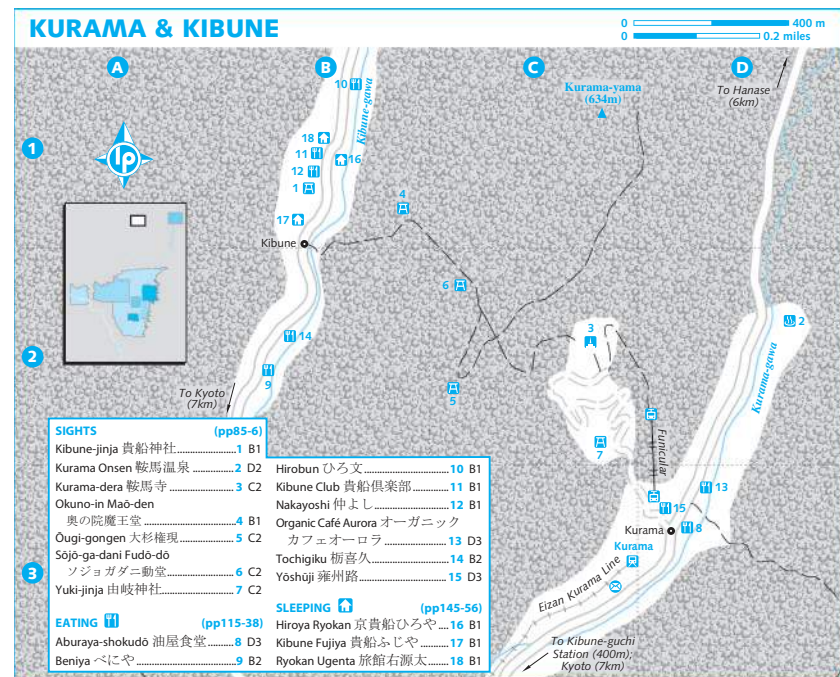 KURAMA & KIBUNE
0 400 m
0 0.2 miles
A B C D
To Hanase
(6km)
Kurama-yama
(634m)
10
Kibune-gawa
1
lp
18
11
16
12
1
4
17
Kibune
6
2
3
14
2
9
5
To Kyoto
(7km)
Kurama-gawa
Funicular
7
13
15
Kurama
8
Kurama
Eizan Kurama Line
3
To Kibune-guchi
Station (400m);
Kyoto (7km)
SIGHTS (pp85-6)
Kibune-jinja 貴船神社 1 B1
Kurama Onsen 鞍馬温泉 2 D2
Kurama-dera 鞍馬寺 3 C2
Okuno-in Maō-den
奥の院魔王堂 4 B1
Ōugi-gongen 大杉権現 5 C2
Sōjō-ga-dani Fudō-dō
ソジョガダニ動堂 6 C2
Yuki-jinja 由岐神社 7 C2
EATING (pp115-38)
Aburaya-shokudō 油屋食堂 8 D3
Beniya べにや 9 B2
Hirobun ひろ文 10 B1
Kibune Club 貴船倶楽部 11 B1
Nakayoshi 仲よし 12 B1
Organic Café Aurora オーガニック
カフェオーロラ 13 D3
Tochigiku 栃喜久 14 B2
Yōshūji 雍州路 15 D3
SLEEPING (pp145-56)
Hiroya Ryokan 京貴船ひろや 16 B1
Kibune Fujiya 貴船ふじや 17 B1
Ryokan Ugenta 旅館右源太 18 B1